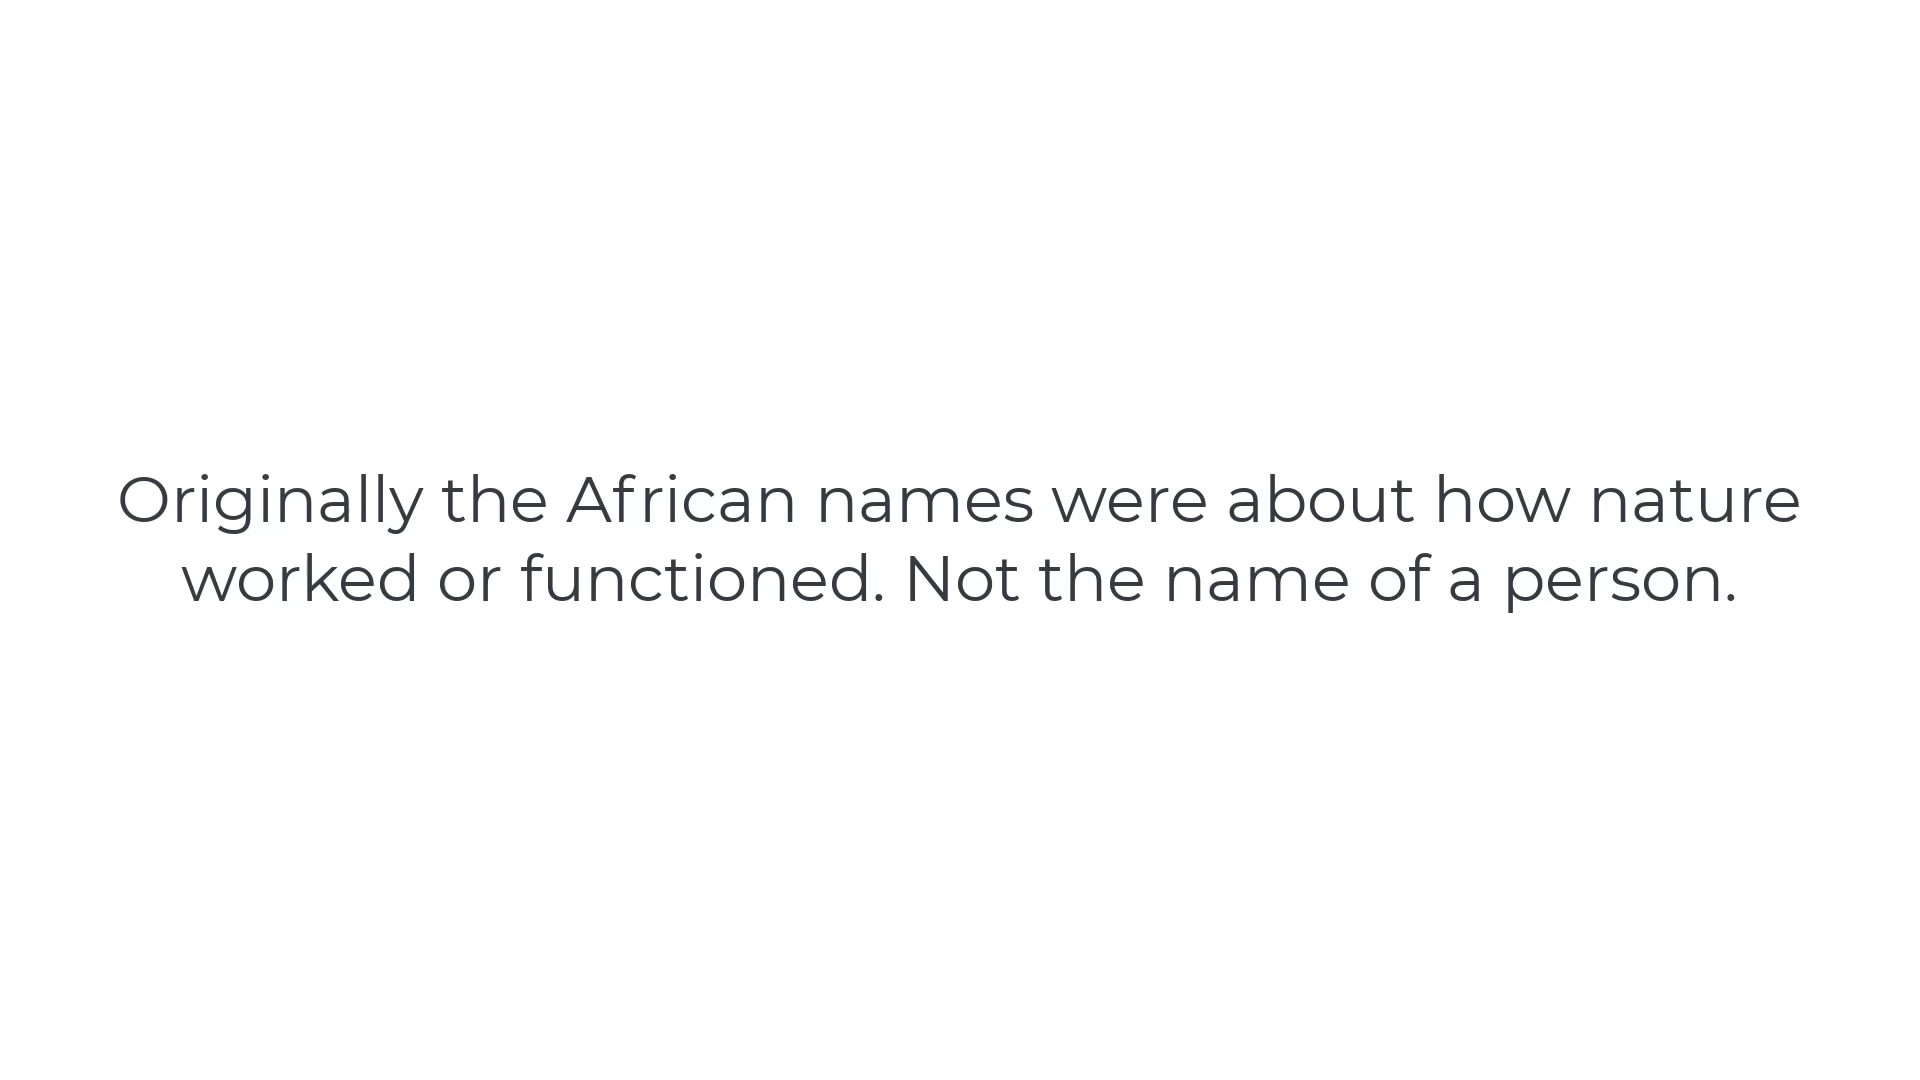 Originally the African names were about how nature
worked or functioned. Not the name of a person.